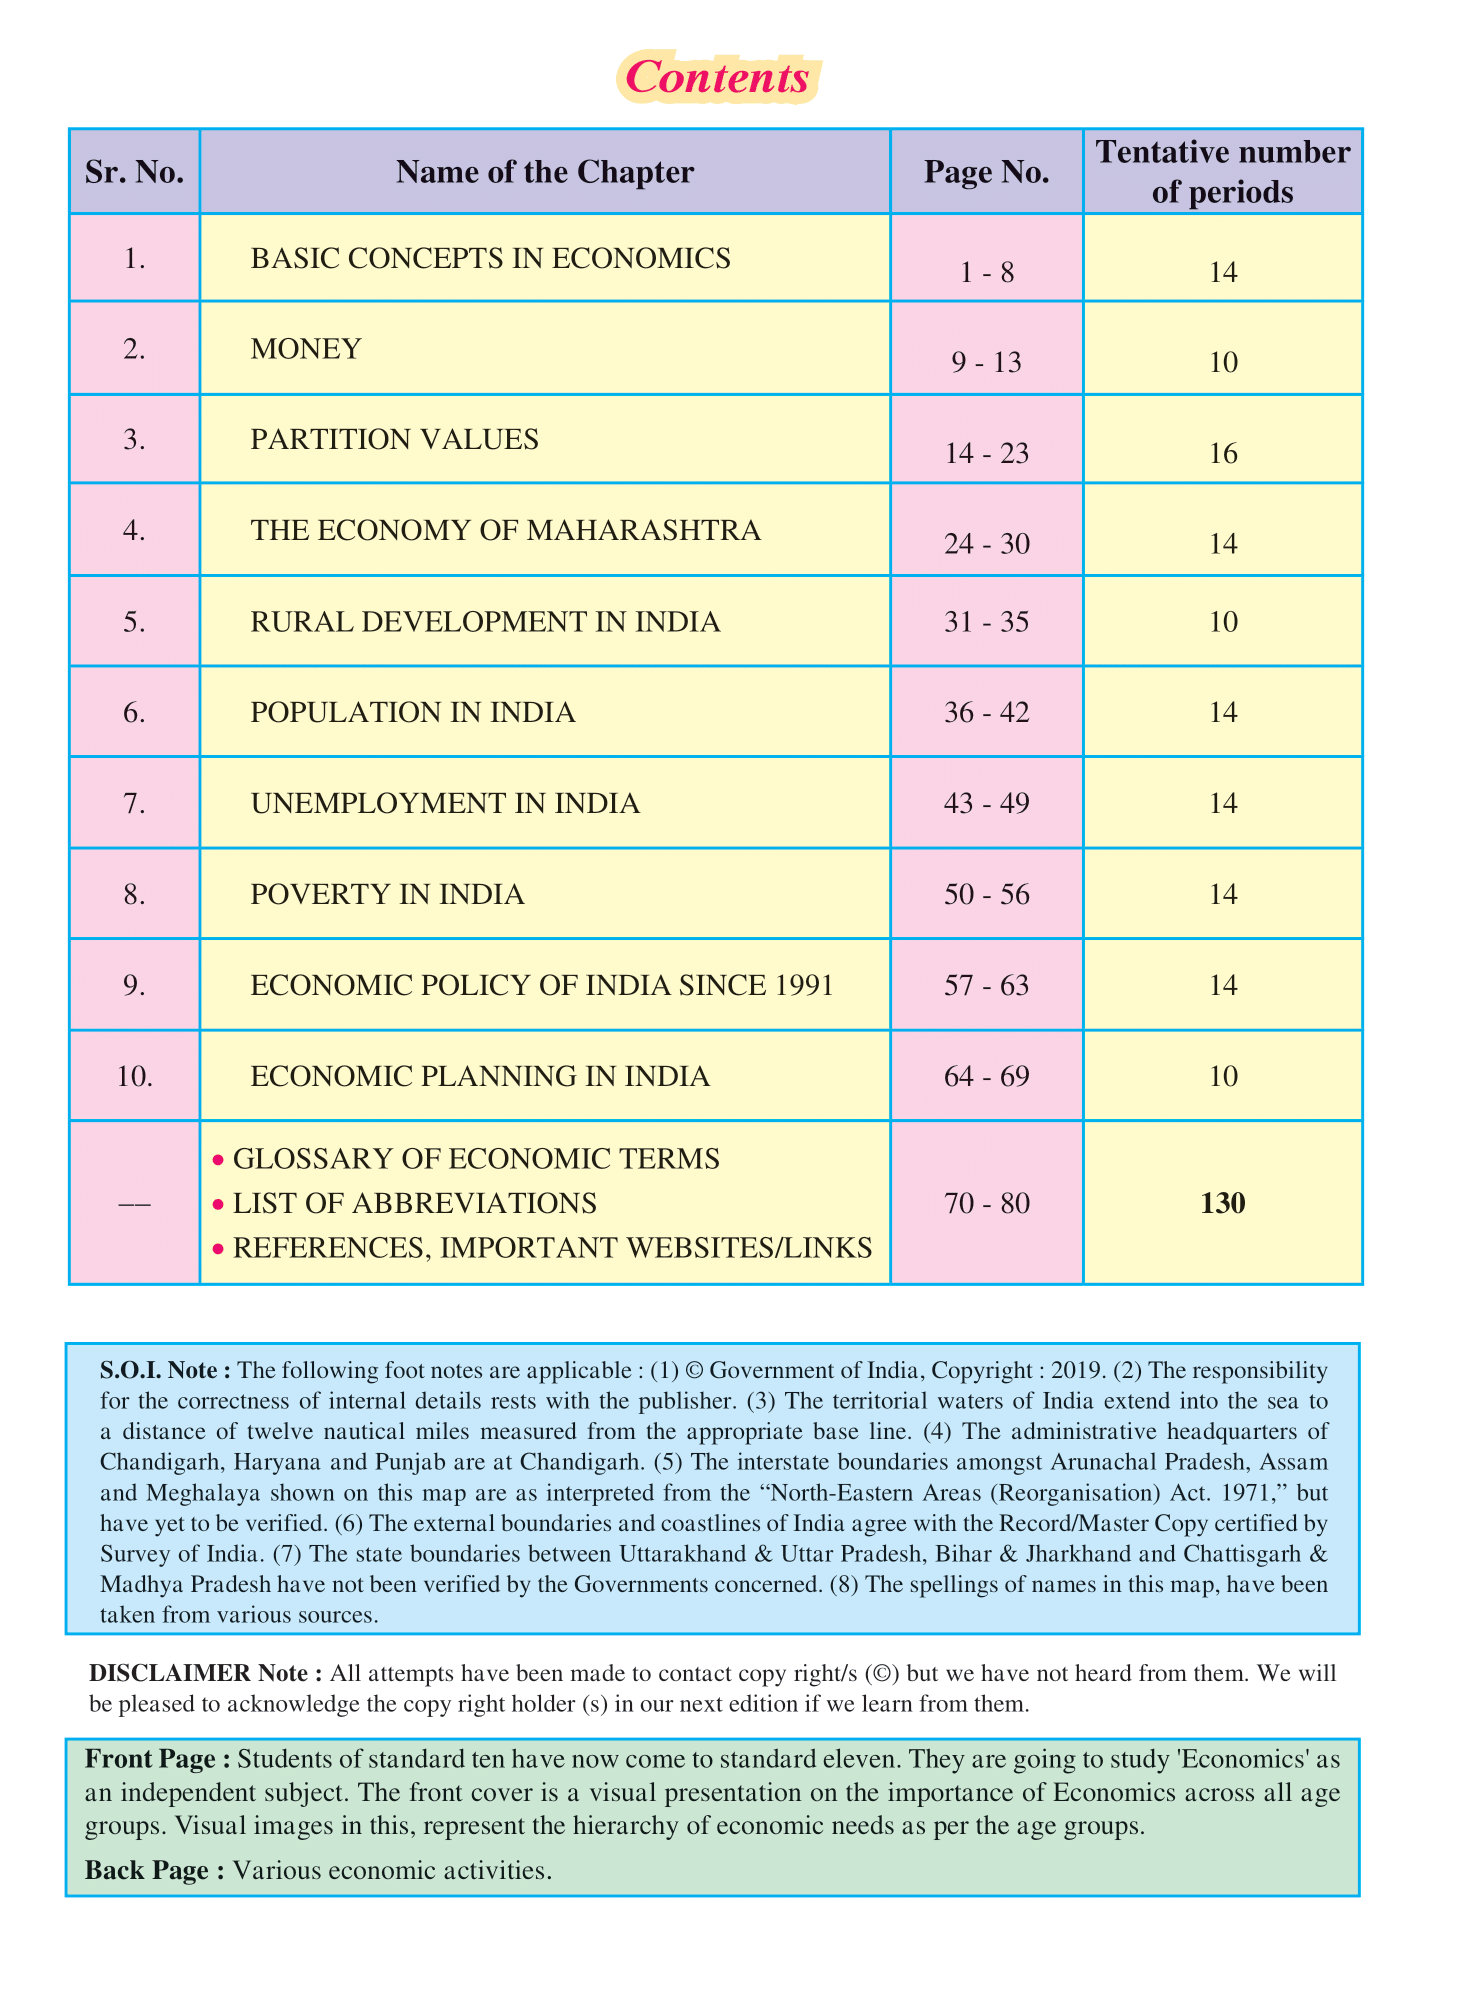 Contents
Sr. No. Name of the Chapter Page No. Tentative number
of periods
1. BASIC CONCEPTS IN ECONOMICS 1 - 8 14
2. MONEY 9 - 13 10
3. PARTITION VALUES 14 - 23 16
4. THE ECONOMY OF MAHARASHTRA 24 - 30 14
5. RURAL DEVELOPMENT IN INDIA 31 - 35 10
6. POPULATION IN INDIA 36 - 42 14
7. UNEMPLOYMENT IN INDIA 43 - 49 14
8. POVERTY IN INDIA 50 - 56 14
9. ECONOMIC POLICY OF INDIA SINCE 1991 57 - 63 14
10. ECONOMIC PLANNING IN INDIA 64 - 69 10
• GLOSSARY OF ECONOMIC TERMS
— • LIST OF ABBREVIATIONS 70 - 80 130
• REFERENCES, IMPORTANT WEBSITES/LINKS
S.O.I. Note : The following foot notes are applicable : (1) © Government of India, Copyright : 2019. (2) The responsibility
for the correctness of internal details rests with the publisher. (3) The territorial waters of India extend into the sea to
a distance of twelve nautical miles measured from the appropriate base line. (4) The administrative headquarters of
Chandigarh, Haryana and Punjab are at Chandigarh. (5) The interstate boundaries amongst Arunachal Pradesh, Assam
and Meghalaya shown on this map are as interpreted from the “North-Eastern Areas (Reorganisation) Act. 1971,” but
have yet to be verified. (6) The external boundaries and coastlines of India agree with the Record/Master Copy certified by
Survey of India. (7) The state boundaries between Uttarakhand & Uttar Pradesh, Bihar & Jharkhand and Chattisgarh &
Madhya Pradesh have not been verified by the Governments concerned. (8) The spellings of names in this map, have been
taken from various sources.
DISCLAIMER Note : All attempts have been made to contact copy right/s (©) but we have not heard from them. We will
be pleased to acknowledge the copy right holder (s) in our next edition if we learn from them.
Front Page : Students of standard ten have now come to standard eleven. They are going to study 'Economics' as
an independent subject. The front cover is a visual presentation on the importance of Economics across all age
groups. Visual images in this, represent the hierarchy of economic needs as per the age groups.
Back Page : Various economic activities.